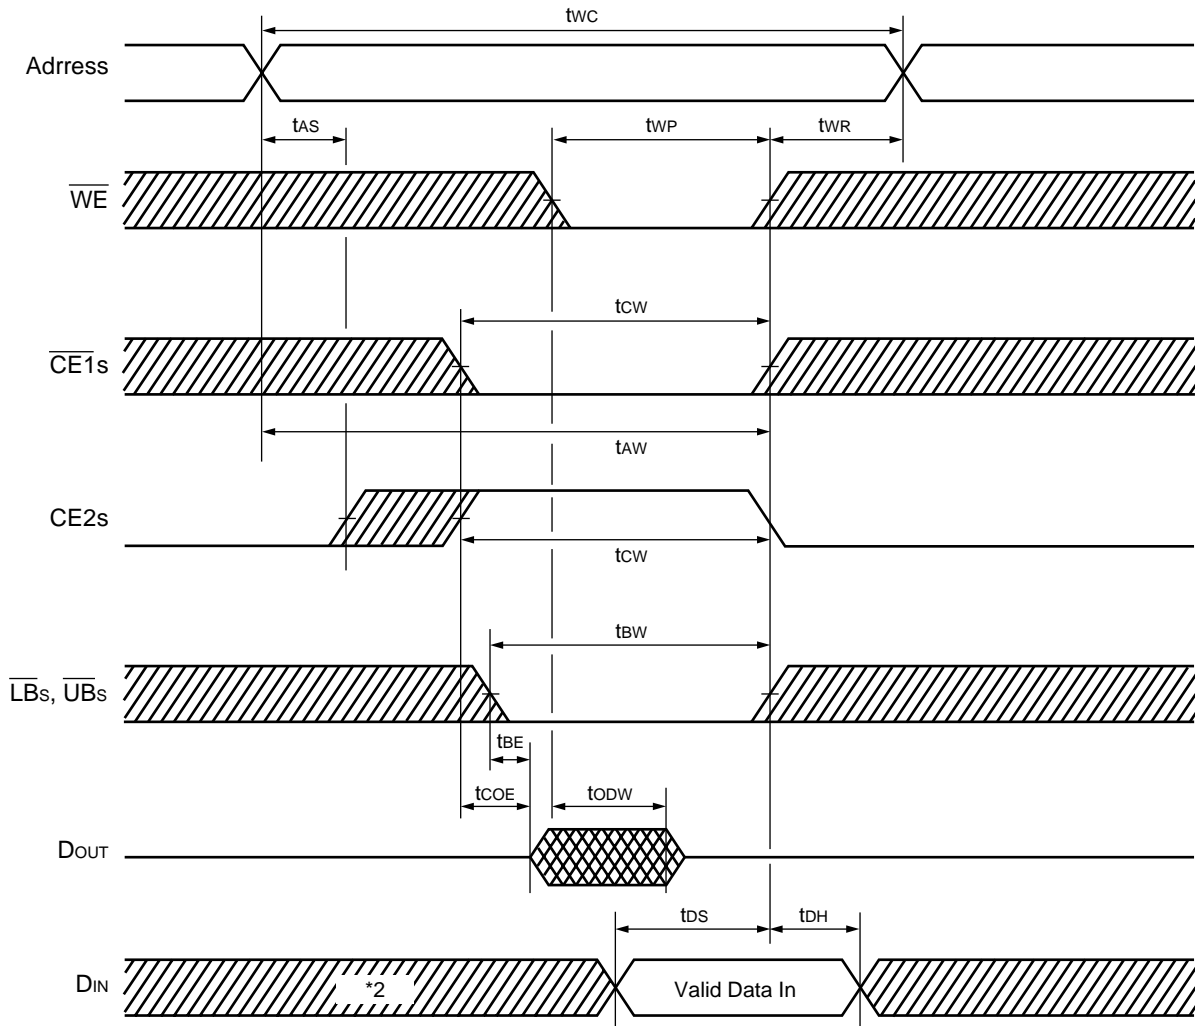 tWC
Adrress
tAS
tWP
tWR
WE
tCW
CE1s
tAW
CE2s
tCW
tBW
LBS, UBS
tBE
tCOE
tODW
DOUT
tDS
tDH
DIN
*2
Valid Data In